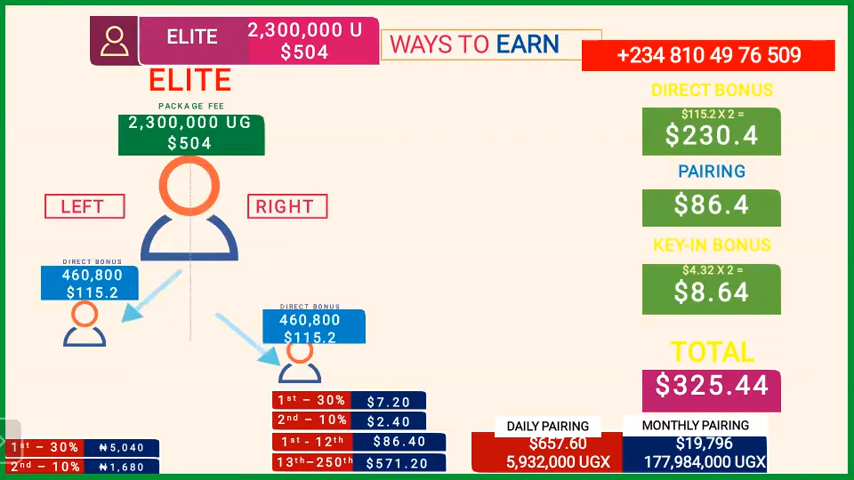 ELITE
2,300,000 U
$504
WAYS TO EARN
+234 810 49 76 509
ELITE
PACKAGE FEE
2,300,000 UG
$504
LEFT
RIGHT
DIRECT BONUS
460,800
$115.2
DIRECT BONUS
460,800
$115.2
1st – 30% $7.20
2nd – 10% $2.40
1st - 12th $86.40
13th–250th $571.20
1st – 30% ₦5,040
2nd – 10% ₦1,680
DIRECT BONUS
$115.2 X 2 =
$230.4
PAIRING
$86.4
KEY-IN BONUS
$4.32 X 2 =
$8.64
TOTAL
$325.44
DAILY PAIRING
$657.60
5,932,000 UGX
MONTHLY PAIRING
$19,796
177,984,000 UGX